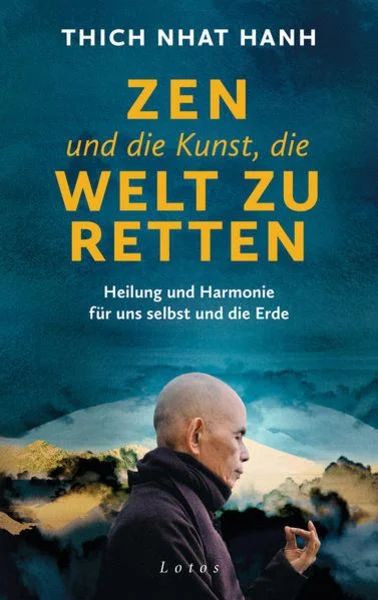 THICH NHAT HANH
ZEN
und die Kunst, die
WELT ZU
RETTEN
Heilung und Harmonie
für uns selbst und die Erde
Lotos